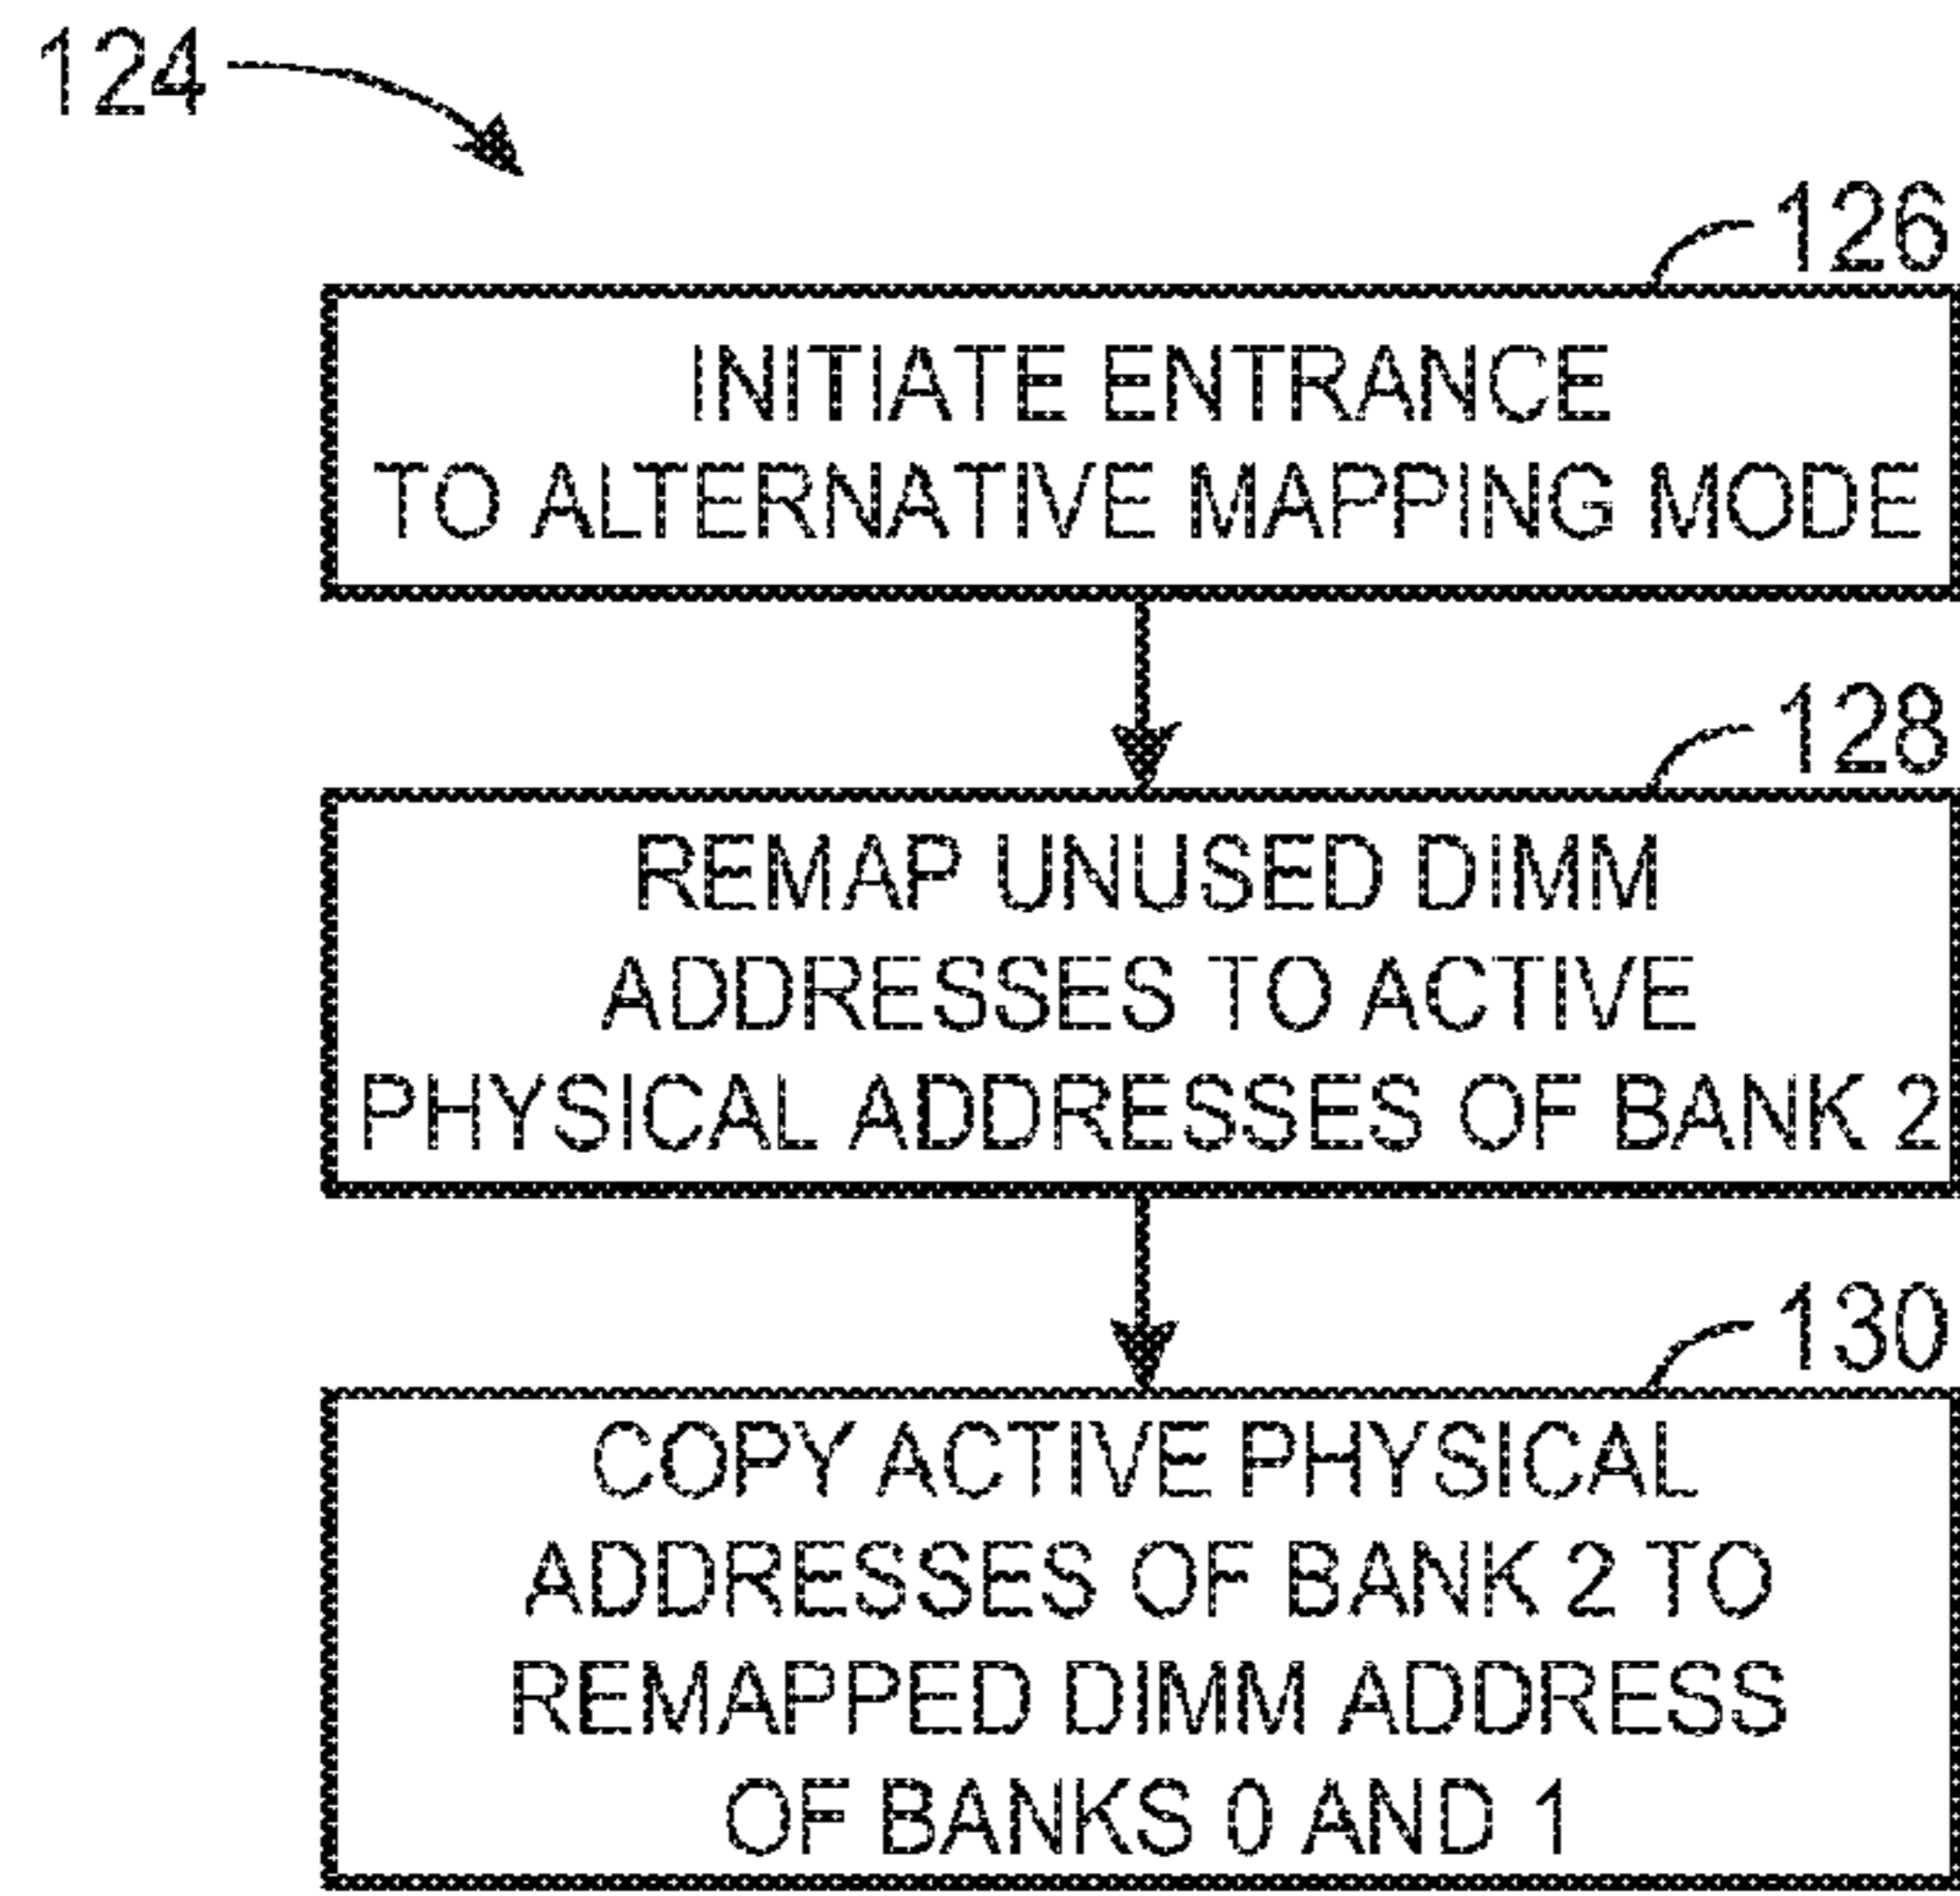 124
126
INITIATE ENTRANCE
TO ALTERNATIVE MAPPING MODE
128
REMAP UNUSED DIMM
ADDRESSES TO ACTIVE
PHYSICAL ADDRESSES OF BANK 2
130
COPY ACTIVE PHYSICAL
ADDRESSES OF BANK 2 TO
REMAPPED DIMM ADDRESS
OF BANKS 0 AND 1